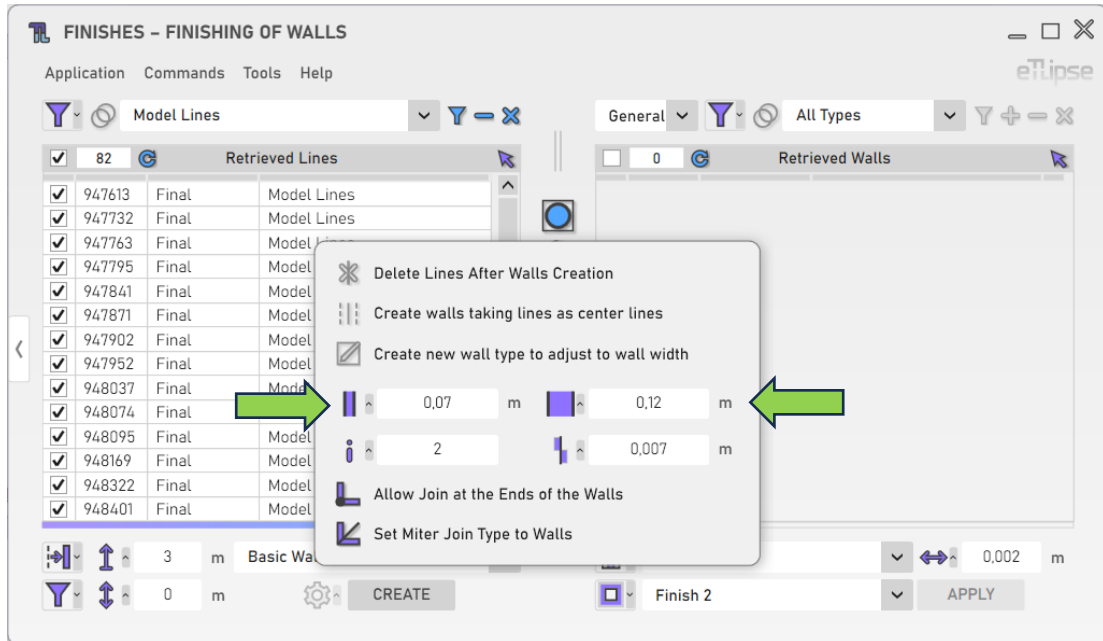 FINISHES – FINISHING OF WALLS
Application Commands Tools Help
eTLipse
Model Lines
General
All Types
82 Retrieved Lines
0 Retrieved Walls
947613 Final Model Lines
947732 Final Model Lines
947763 Final Model
947795 Final Model
947841 Final Model
947871 Final Model
947902 Final Model
947952 Final Model
948037 Final Model
948074 Final
948095 Final Model
948169 Final Model
948322 Final Model
948401 Final Model
Delete Lines After Walls Creation
Create walls taking lines as center lines
Create new wall type to adjust to wall width
0,07 m 0,12 m
2 0,007 m
Allow Join at the Ends of the Walls
Set Miter Join Type to Walls
3 m Basic Wa
0,002 m
0 m CREATE
Finish 2 APPLY